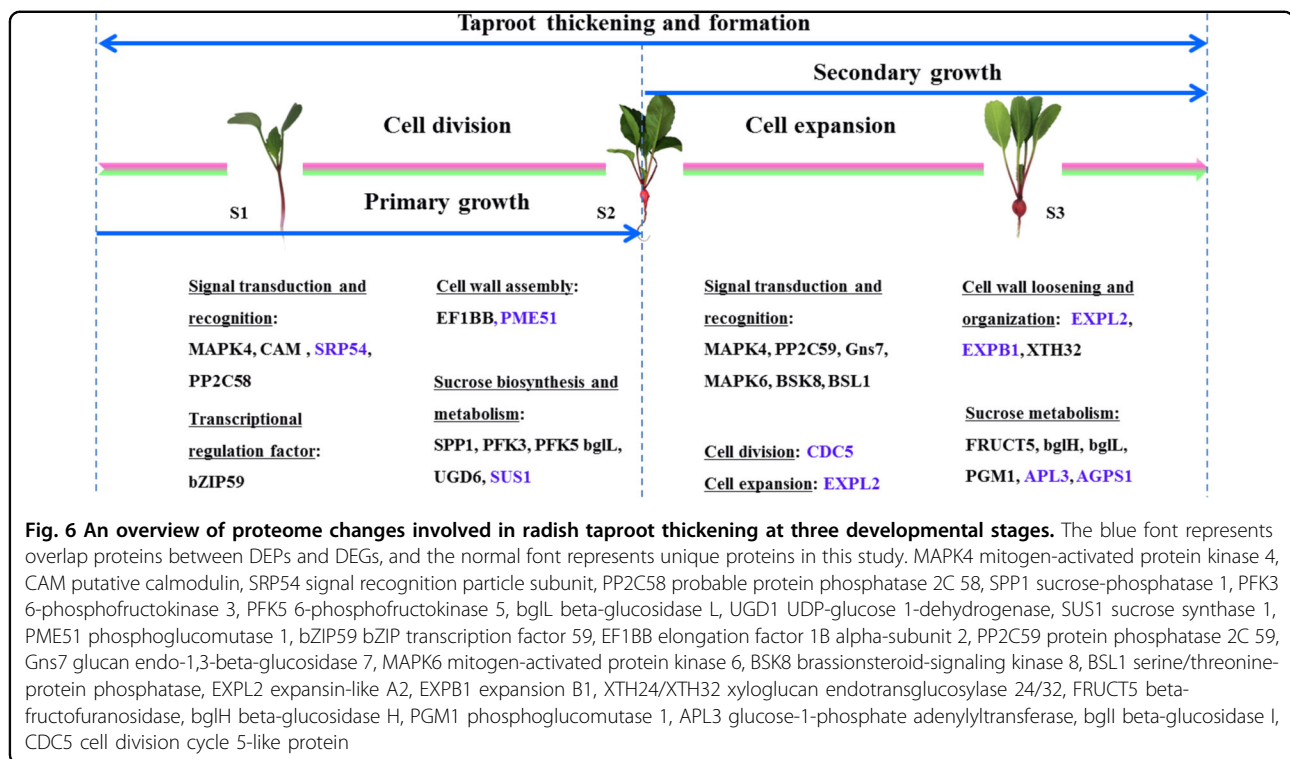 Taproot thickening and formation
Secondary growth
Cell division
Cell expansion
S1
Primary growth
S2
S3
Signal transduction and
recognition:
MAPK4, CAM , SRP54,
PP2C58
Transcriptional
regulation factor:
bZIP59
Cell wall assembly:
EF1BB, PME51
Sucrose biosynthesis and
metabolism:
SPP1, PFK3, PFK5 bglL,
UGD6, SUS1
Signal transduction and
recognition:
MAPK4, PP2C59, Gns7,
MAPK6, BSK8, BSL1
Cell division: CDC5
Cell expansion: EXPL2
Cell wall loosening and
organization: EXPL2,
EXPB1, XTH32
Sucrose metabolism:
FRUCT5, bglH, bglL,
PGM1, APL3, AGPS1
Fig. 6 An overview of proteome changes involved in radish taproot thickening at three developmental stages. The blue font represents
overlap proteins between DEPs and DEGs, and the normal font represents unique proteins in this study. MAPK4 mitogen-activated protein kinase 4,
CAM putative calmodulin, SRP54 signal recognition particle subunit, PP2C58 probable protein phosphatase 2C 58, SPP1 sucrose-phosphatase 1, PFK3
6-phosphofructokinase 3, PFK5 6-phosphofructokinase 5, bglL beta-glucosidase L, UGD1 UDP-glucose 1-dehydrogenase, SUS1 sucrose synthase 1,
PME51 phosphoglucomutase 1, bZIP59 bZIP transcription factor 59, EF1BB elongation factor 1B alpha-subunit 2, PP2C59 protein phosphatase 2C 59,
Gns7 glucan endo-1,3-beta-glucosidase 7, MAPK6 mitogen-activated protein kinase 6, BSK8 brassionsteroid-signaling kinase 8, BSL1 serine/threonine-
protein phosphatase, EXPL2 expansin-like A2, EXPB1 expansion B1, XTH24/XTH32 xyloglucan endotransglucosylase 24/32, FRUCT5 beta-
fructofuranosidase, bglH beta-glucosidase H, PGM1 phosphoglucomutase 1, APL3 glucose-1-phosphate adenylyltransferase, bglI beta-glucosidase I,
CDC5 cell division cycle 5-like protein